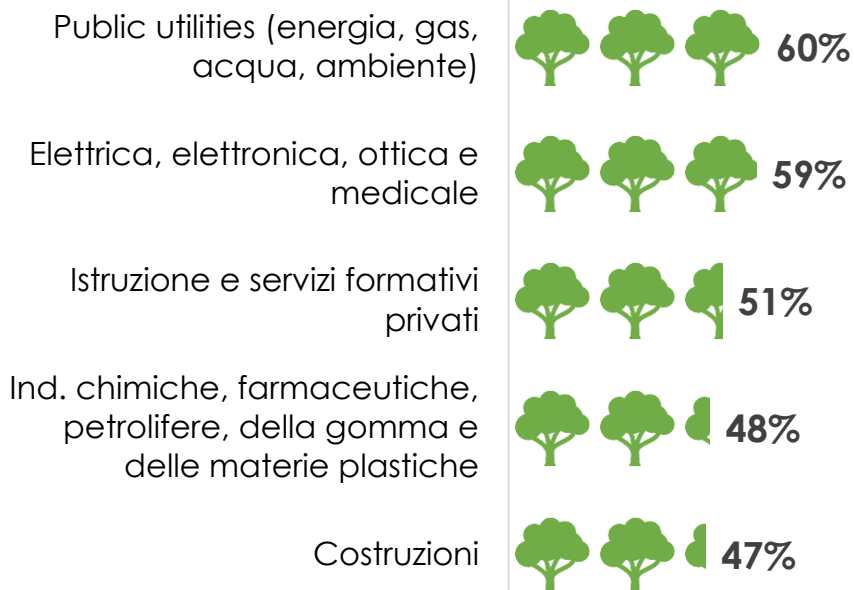 Public utilities (energia, gas,
acqua, ambiente)
60%
Elettrica, elettronica, ottica e
medicale
59%
Istruzione e servizi formativi
privati
51%
Ind. chimiche, farmaceutiche,
petrolifere, della gomma e
delle materie plastiche
48%
Costruzioni
47%